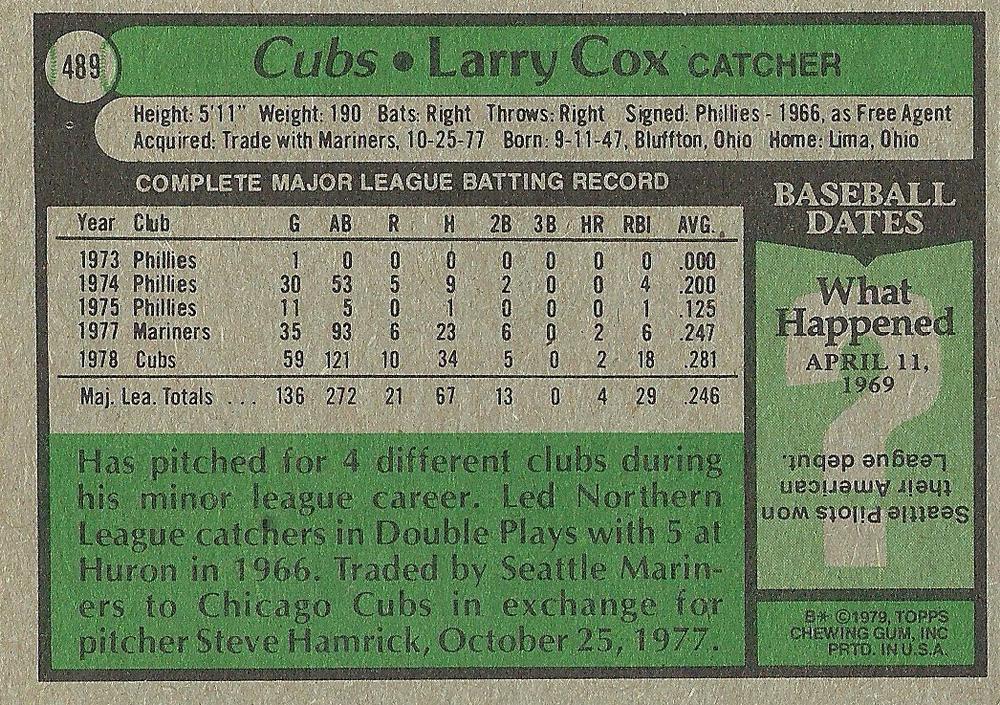 489
Cubs • Larry Cox CATCHER
Height: 5'11" Weight: 190 Bats: Right Throws: Right Signed: Phillies - 1966, as Free Agent
Acquired: Trade with Mariners, 10-25-77 Born: 9-11-47, Bluffton, Ohio Home: Lima, Ohio
COMPLETE MAJOR LEAGUE BATTING RECORD
Year Club G AB R H 2B 3B HR RBI AVG.
1973 Phillies 1 0 0 0 0 0 0 0 .000
1974 Phillies 30 53 5 9 2 0 0 4 .200
1975 Phillies 11 5 0 1 0 0 0 1 .125
1977 Mariners 35 93 6 23 6 0 2 6 .247
1978 Cubs 59 121 10 34 5 0 2 18 .281
Maj. Lea. Totals ... 136 272 21 67 13 0 4 29 .246
Has pitched for 4 different clubs during
his minor league career. Led Northern
League catchers in Double Plays with 5 at
Huron in 1966. Traded by Seattle Marin-
ers to Chicago Cubs in exchange for
pitcher Steve Hamrick, October 25, 1977.
BASEBALL
DATES
What
Happened
APRIL 11,
1969
Seattle Pilots won
their American
League debut.
B* ©1979, TOPPS
CHEWING GUM, INC
PRTD. IN U.S.A.